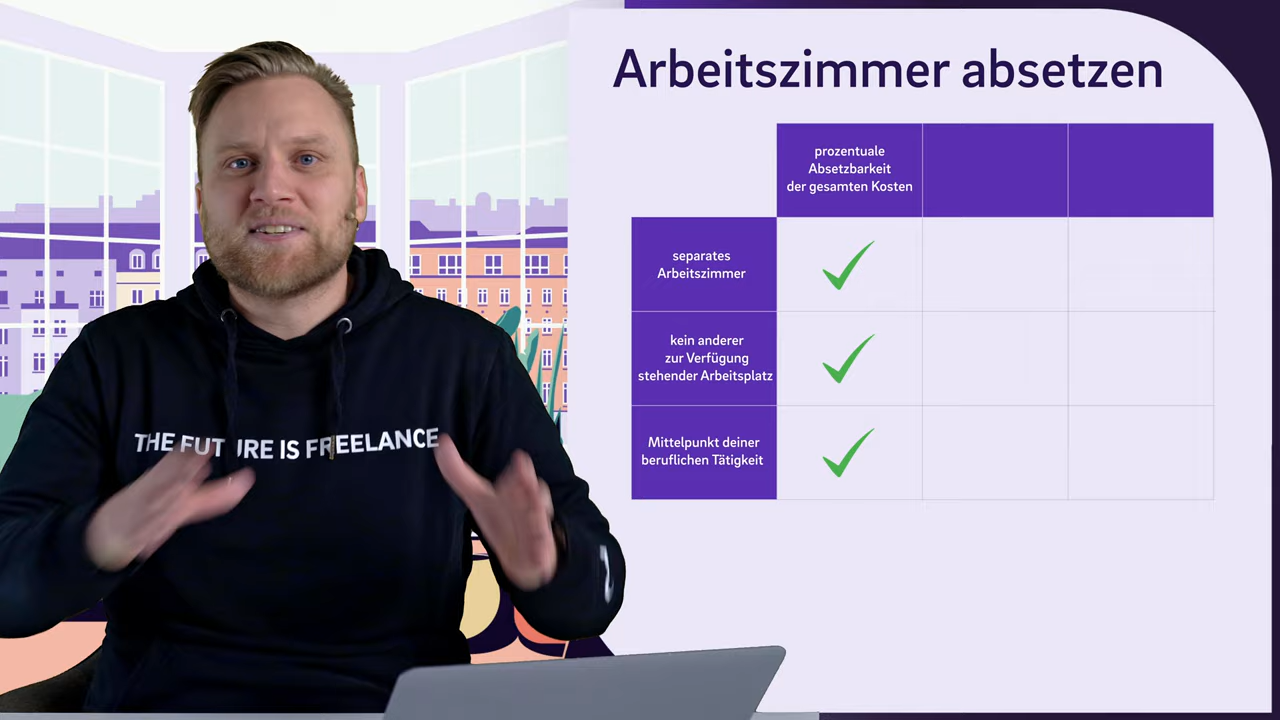 Arbeitszimmer absetzen
prozentuale
Absetzbarkeit
der gesamten Kosten
separates
Arbeitszimmer
kein anderer
zur Verfügung
stehender Arbeitsplatz
Mittelpunkt deiner
beruflichen Tätigkeit
THE FUTURE IS FREELANCE